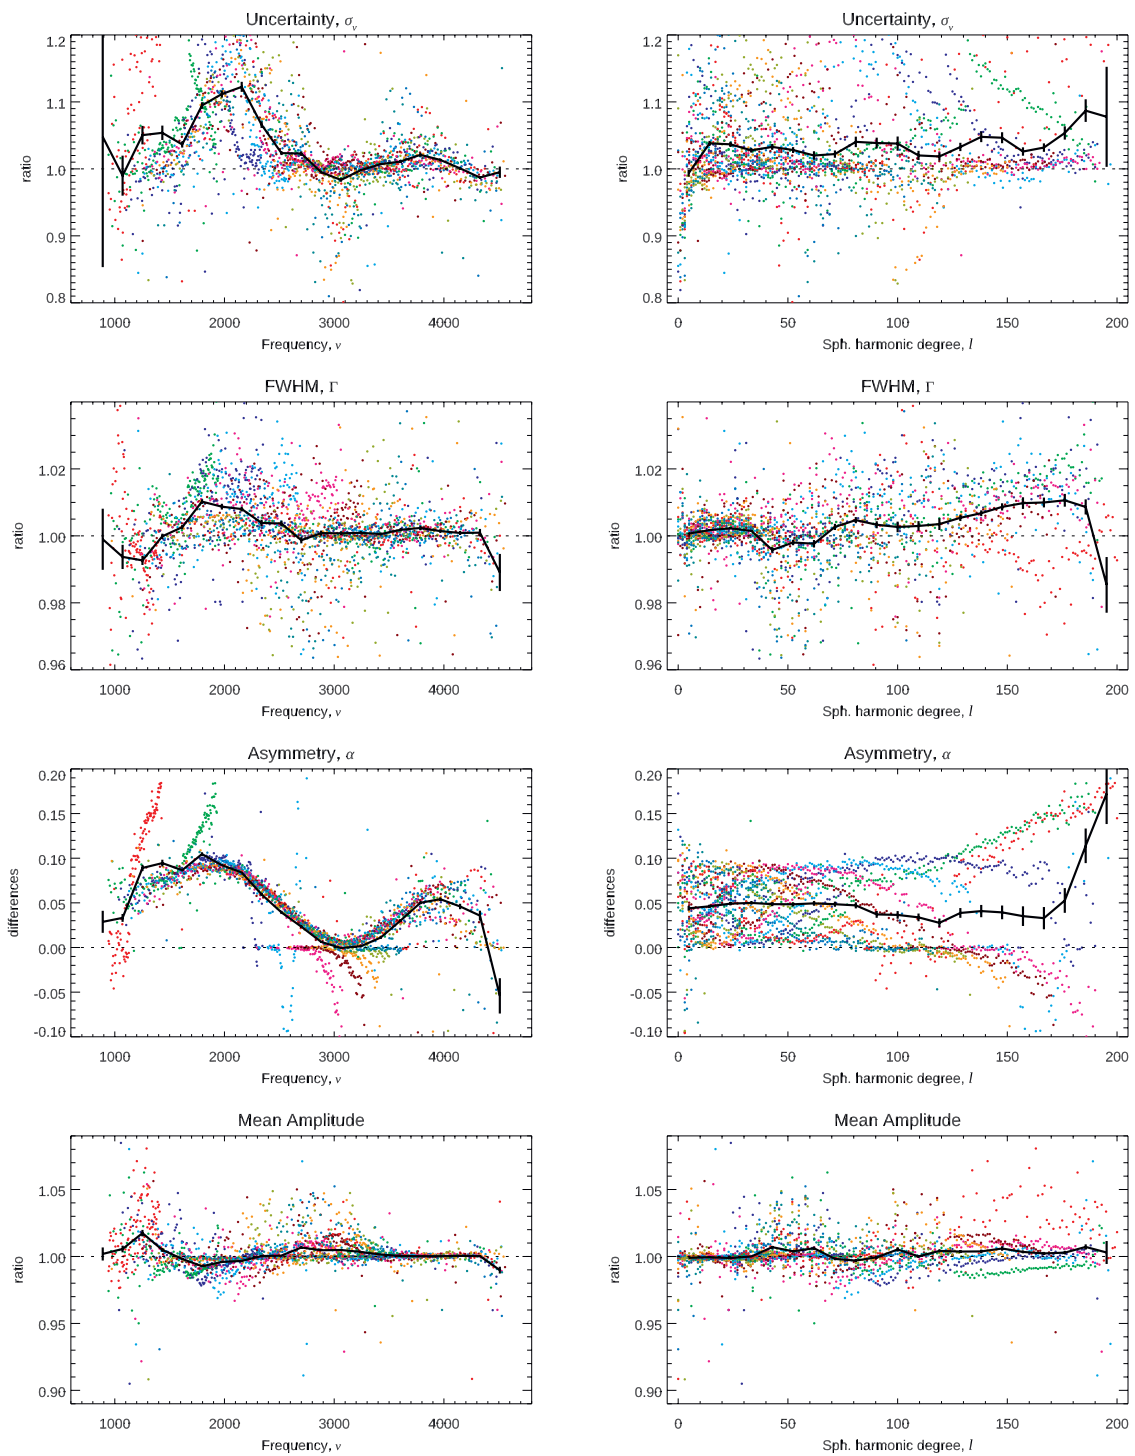 Uncertainty, σν
1.2
1.1
1.0
0.9
0.8
ratio
1000 2000 3000 4000
Frequency, ν
Uncertainty, σν
1.2
1.1
1.0
0.9
0.8
ratio
0 50 100 150 200
Sph. harmonic degree, l
FWHM, Γ
1.02
1.00
0.98
0.96
ratio
1000 2000 3000 4000
Frequency, ν
FWHM, Γ
1.02
1.00
0.98
0.96
ratio
0 50 100 150 200
Sph. harmonic degree, l
Asymmetry, α
0.20
0.15
0.10
0.05
0.00
-0.05
-0.10
differences
1000 2000 3000 4000
Frequency, ν
Asymmetry, α
0.20
0.15
0.10
0.05
0.00
-0.05
-0.10
differences
0 50 100 150 200
Sph. harmonic degree, l
Mean Amplitude
1.05
1.00
0.95
0.90
ratio
1000 2000 3000 4000
Frequency, ν
Mean Amplitude
1.05
1.00
0.95
0.90
ratio
0 50 100 150 200
Sph. harmonic degree, l